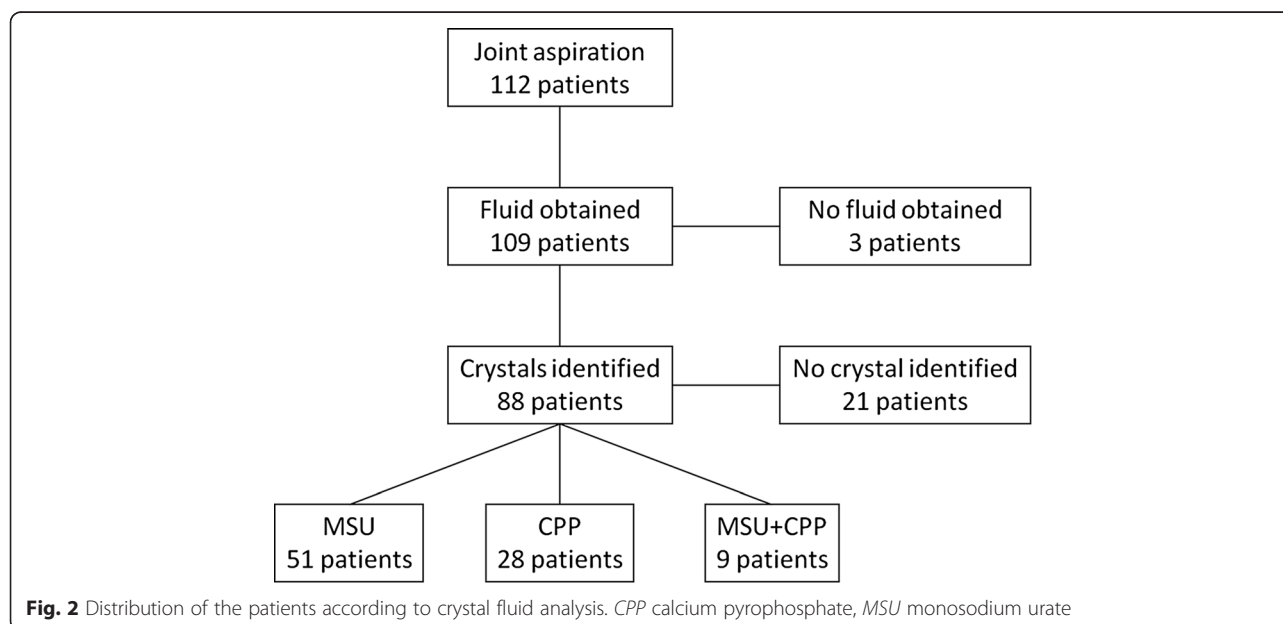 Joint aspiration
112 patients
Fluid obtained
109 patients
No fluid obtained
3 patients
Crystals identified
88 patients
No crystal identified
21 patients
MSU
51 patients
CPP
28 patients
MSU+CPP
9 patients
Fig. 2 Distribution of the patients according to crystal fluid analysis. CPP calcium pyrophosphate, MSU monosodium urate